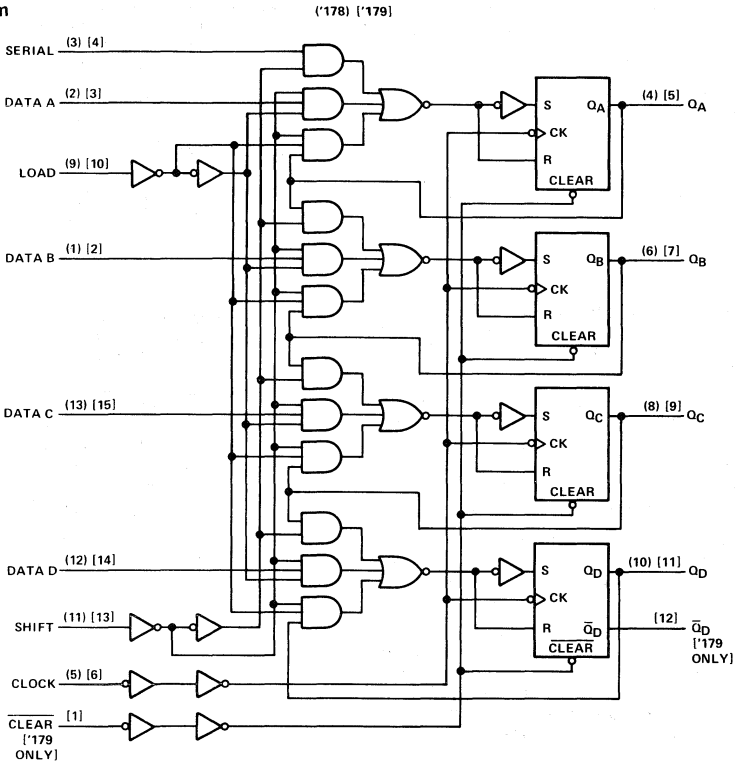 m
('178) ['179]
SERIAL (3) [4]
DATA A (2) [3]
LOAD (9) [10]
DATA B (1) [2]
DATA C (13) [15]
DATA D (12) [14]
SHIFT (11) [13]
CLOCK (5) [6]
CLEAR [1]
['179
ONLY]
S QA (4) [5] QA
CK
R
CLEAR
S QB (6) [7] QB
CK
R
CLEAR
S QC (8) [9] QC
CK
R
CLEAR
S QD (10) [11] QD
CK
R Q̅D [12] Q̅D
CLEAR
['179
ONLY]